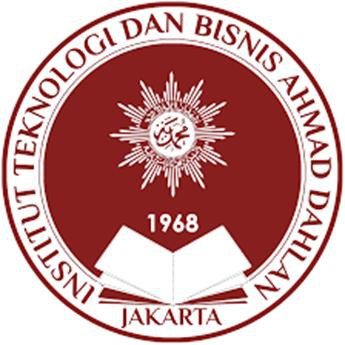 INSTITUT TEKNOLOGI DAN BISNIS AHMAD DAHLAN
1968
JAKARTA